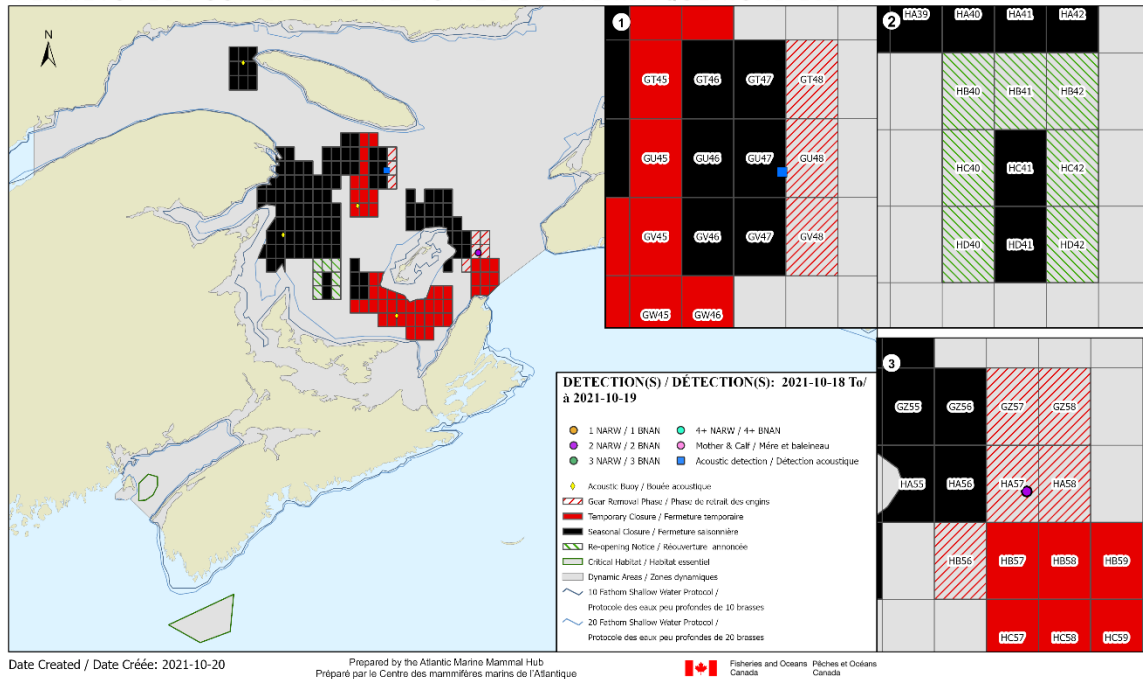 N
1
GT45 GT46 GT47 GT48
GU45 GU46 GU47 GU48
GV45 GV46 GV47 GV48
GW45 GW46
2
HA39 HA40 HA41 HA42
HB40 HB41 HB42
HC40 HC41 HC42
HD40 HD41 HD42
3
GZ55 GZ56 GZ57 GZ58
HA55 HA56 HA57 HA58
HB56 HB57 HB58 HB59
HC57 HC58 HC59
DETECTION(S) / DÉTECTION(S): 2021-10-18 To/
à 2021-10-19
1 NARW / 1 BNAN 4+ NARW / 4+ BNAN
2 NARW / 2 BNAN Mother & Calf / Mére et baleineau
3 NARW / 3 BNAN Acoustic detection / Détection acoustique
Acoustic Buoy / Bouée acoustique
Gear Removal Phase / Phase de retrait des engins
Temporary Closure / Fermeture temporaire
Seasonal Closure / Fermeture saisonnière
Re-opening Notice / Réouverture annoncée
Critical Habitat / Habitat essentiel
Dynamic Areas / Zones dynamiques
10 Fathom Shallow Water Protocol /
Protocole des eaux peu profondes de 10 brasses
20 Fathom Shallow Water Protocol /
Protocole des eaux peu profondes de 20 brasses
Date Created / Date Créée: 2021-10-20
Prepared by the Atlantic Marine Mammal Hub
Préparé par le Centre des mammifères marins de l'Atlantique
Fisheries and Oceans Pêches et Océans
Canada Canada